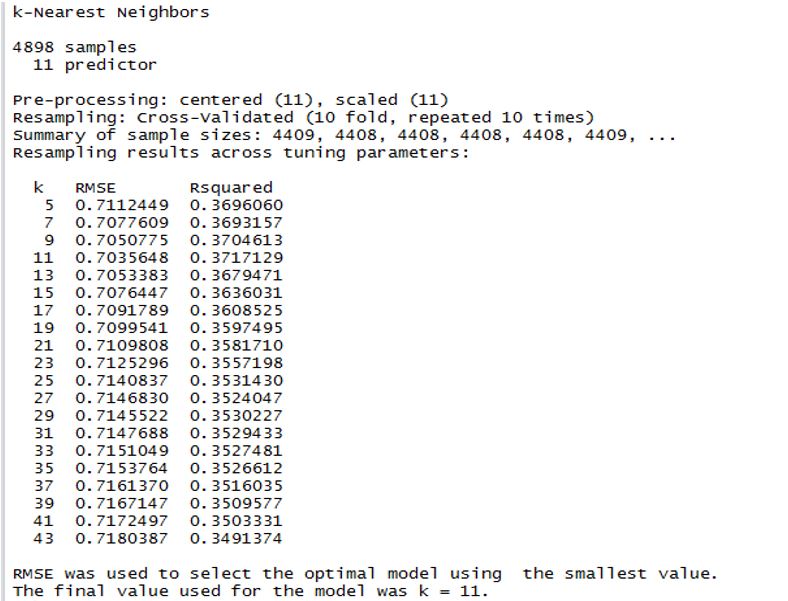 k-Nearest Neighbors
4898 samples
11 predictor
Pre-processing: centered (11), scaled (11)
Resampling: Cross-Validated (10 fold, repeated 10 times)
Summary of sample sizes: 4409, 4408, 4408, 4408, 4408, 4409, ...
Resampling results across tuning parameters:
k RMSE Rsquared
5 0.7112449 0.3696060
7 0.7077609 0.3693157
9 0.7050775 0.3704613
11 0.7035648 0.3717129
13 0.7053383 0.3679471
15 0.7076447 0.3636031
17 0.7091789 0.3608525
19 0.7099541 0.3597495
21 0.7109808 0.3581710
23 0.7125296 0.3557198
25 0.7140837 0.3531430
27 0.7146830 0.3524047
29 0.7145522 0.3530227
31 0.7147688 0.3529433
33 0.7151049 0.3527481
35 0.7153764 0.3526612
37 0.7161370 0.3516035
39 0.7167147 0.3509577
41 0.7172497 0.3503331
43 0.7180387 0.3491374
RMSE was used to select the optimal model using  the smallest value.
The final value used for the model was k = 11.